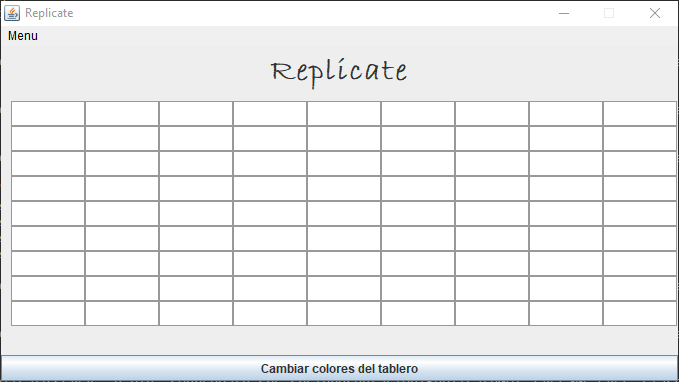 Replicate
Menu
Replicate
Cambiar colores del tablero